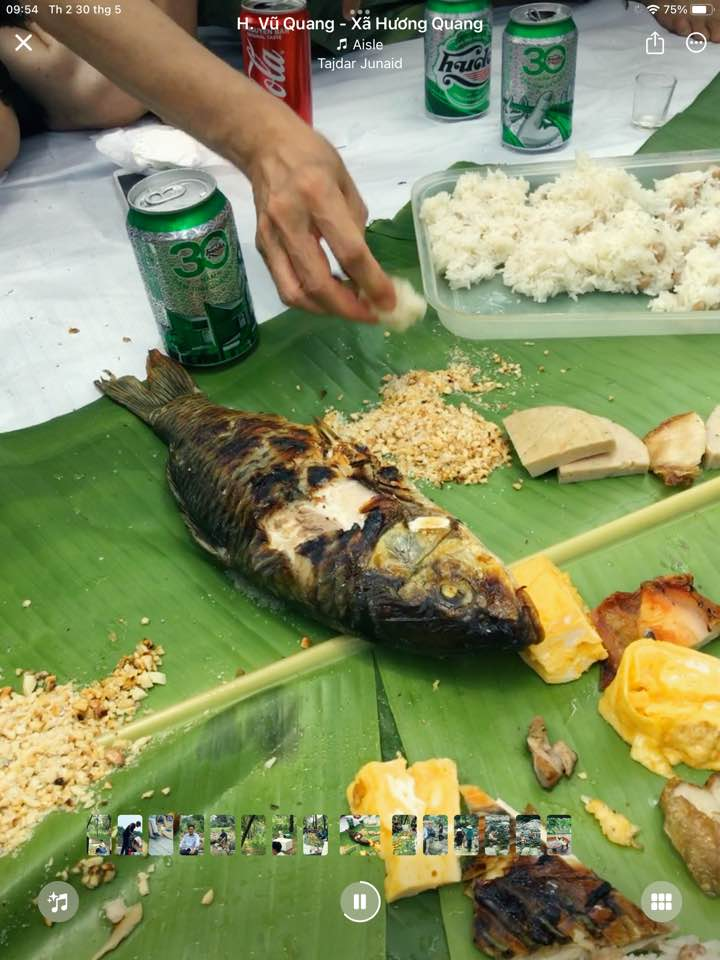 09:54 Th 2 30 thg 5
75%
H. Vũ Quang - Xã Hương Quang
Aisle
Tajdar Junaid
Cola
huda
30
30